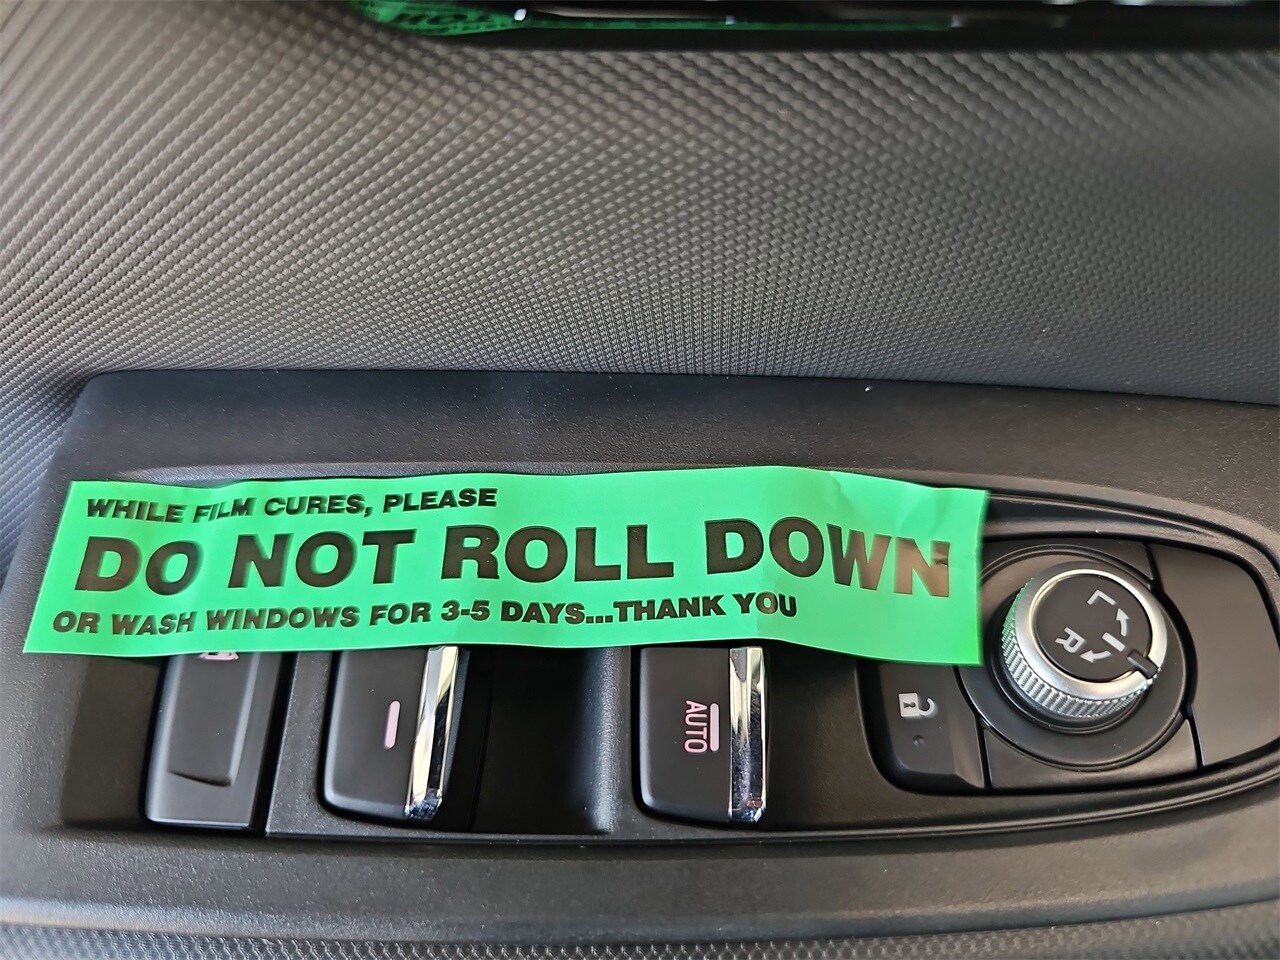 WHILE FILM CURES, PLEASE
DO NOT ROLL DOWN
OR WASH WINDOWS FOR 3-5 DAYS...THANK YOU
AUTO
L
R